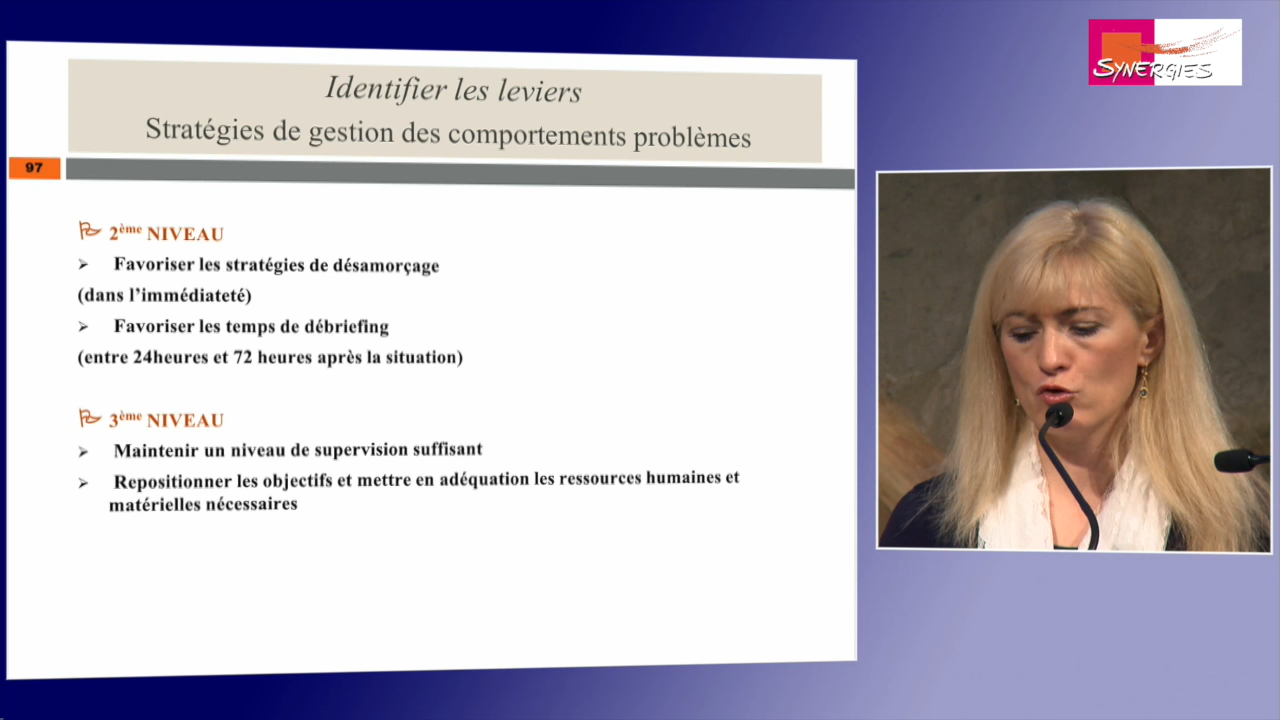 SYNERGIES
Identifier les leviers
Stratégies de gestion des comportements problèmes
97
2ème NIVEAU
Favoriser les stratégies de désamorçage
(dans l’immédiateté)
Favoriser les temps de débriefing
(entre 24heures et 72 heures après la situation)
3ème NIVEAU
Maintenir un niveau de supervision suffisant
Repositionner les objectifs et mettre en adéquation les ressources humaines et
matérielles nécessaires